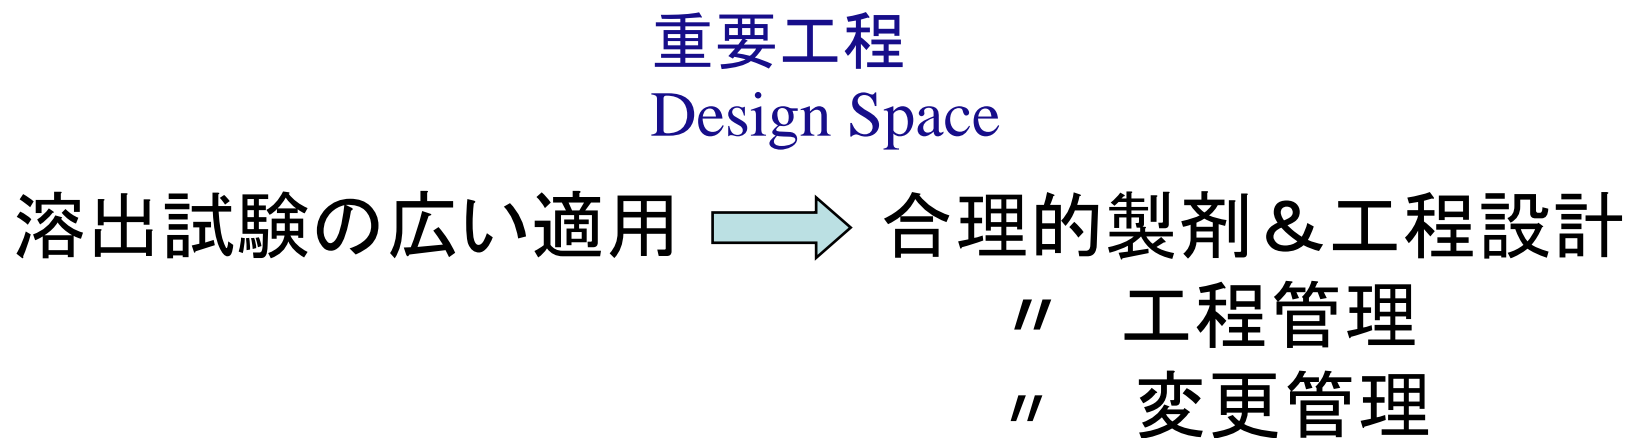 重要工程
Design Space
溶出試験の広い適用 合理的製剤＆工程設計
〃 工程管理
〃 変更管理